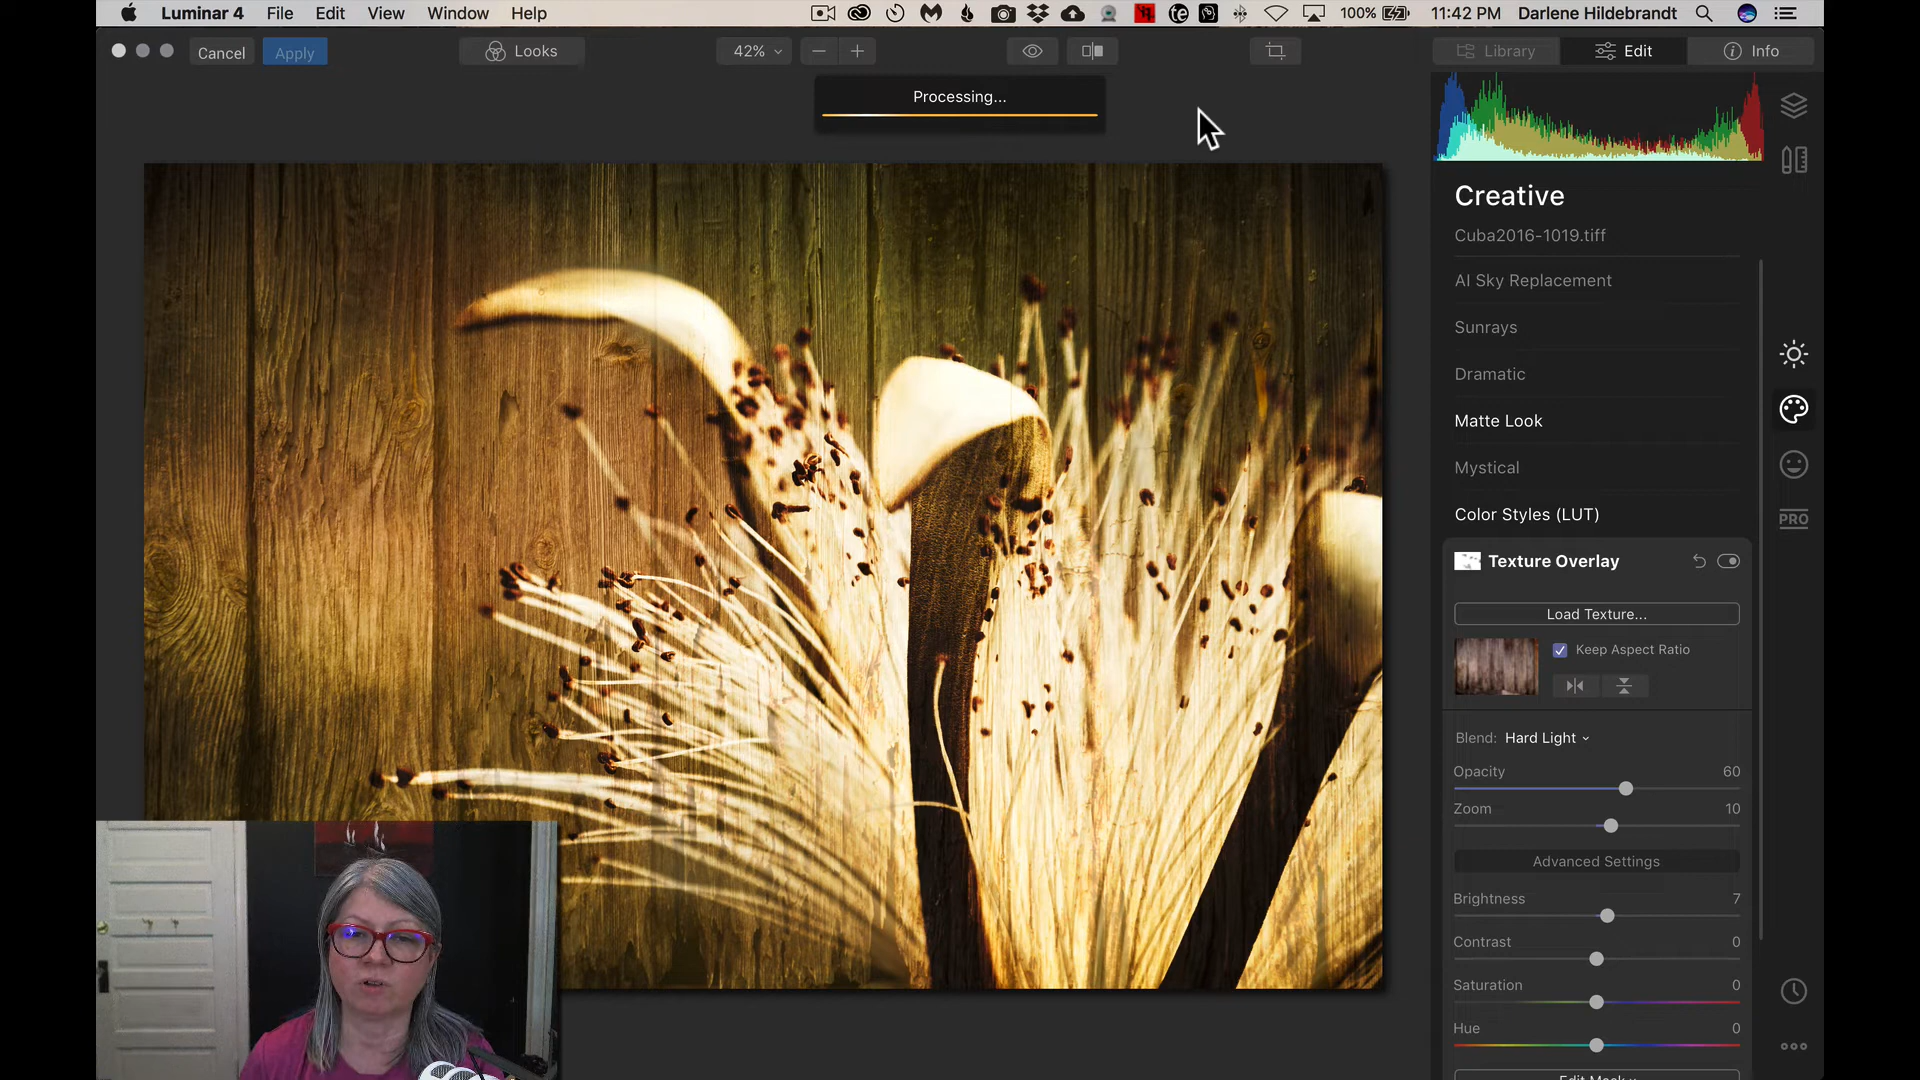 Luminar 4 File Edit View Window Help
te 100% 11:42 PM Darlene Hildebrandt
Cancel Apply Looks 42% Library Edit Info
Processing...
Creative
Cuba2016-1019.tiff
AI Sky Replacement
Sunrays
Dramatic
Matte Look
Mystical
PRO
Color Styles (LUT)
Texture Overlay
Load Texture...
Keep Aspect Ratio
Blend: Hard Light
Opacity 60
Zoom 10
Advanced Settings
Brightness 7
Contrast 0
Saturation 0
Hue 0
Edit Mask